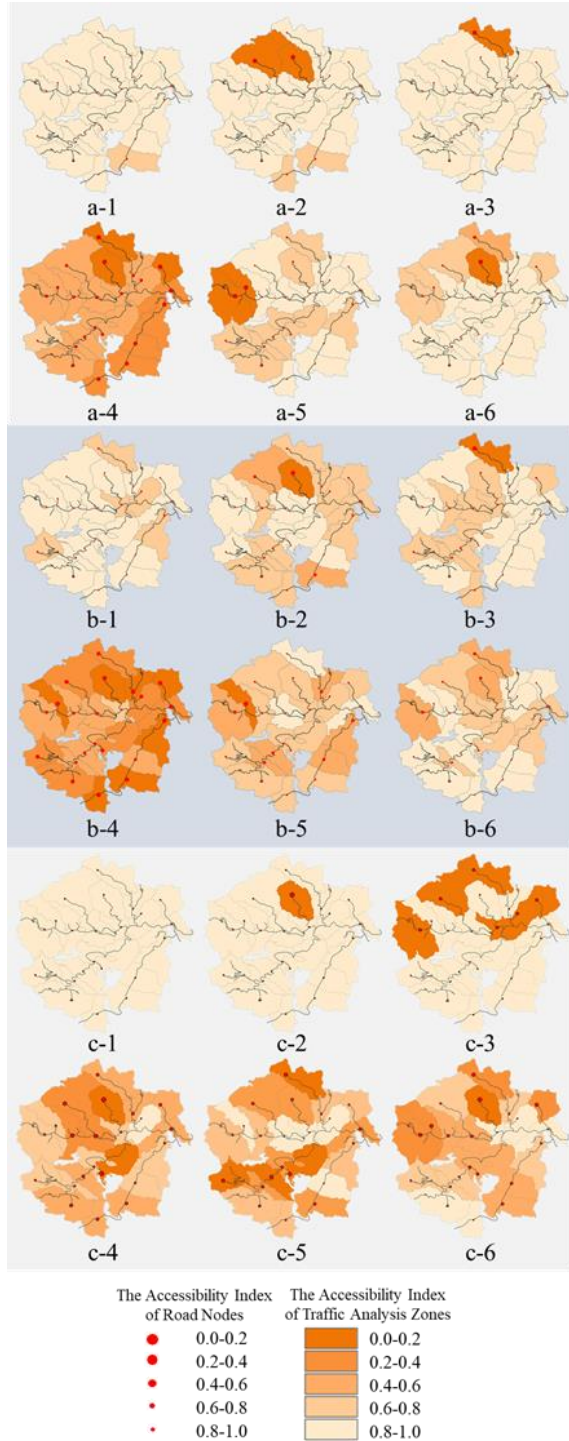 a-1 a-2 a-3
a-4 a-5 a-6
b-1 b-2 b-3
b-4 b-5 b-6
c-1 c-2 c-3
c-4 c-5 c-6
The Accessibility Index The Accessibility Index
of Road Nodes of Traffic Analysis Zones
0.0-0.2 0.0-0.2
0.2-0.4 0.2-0.4
0.4-0.6 0.4-0.6
0.6-0.8 0.6-0.8
0.8-1.0 0.8-1.0